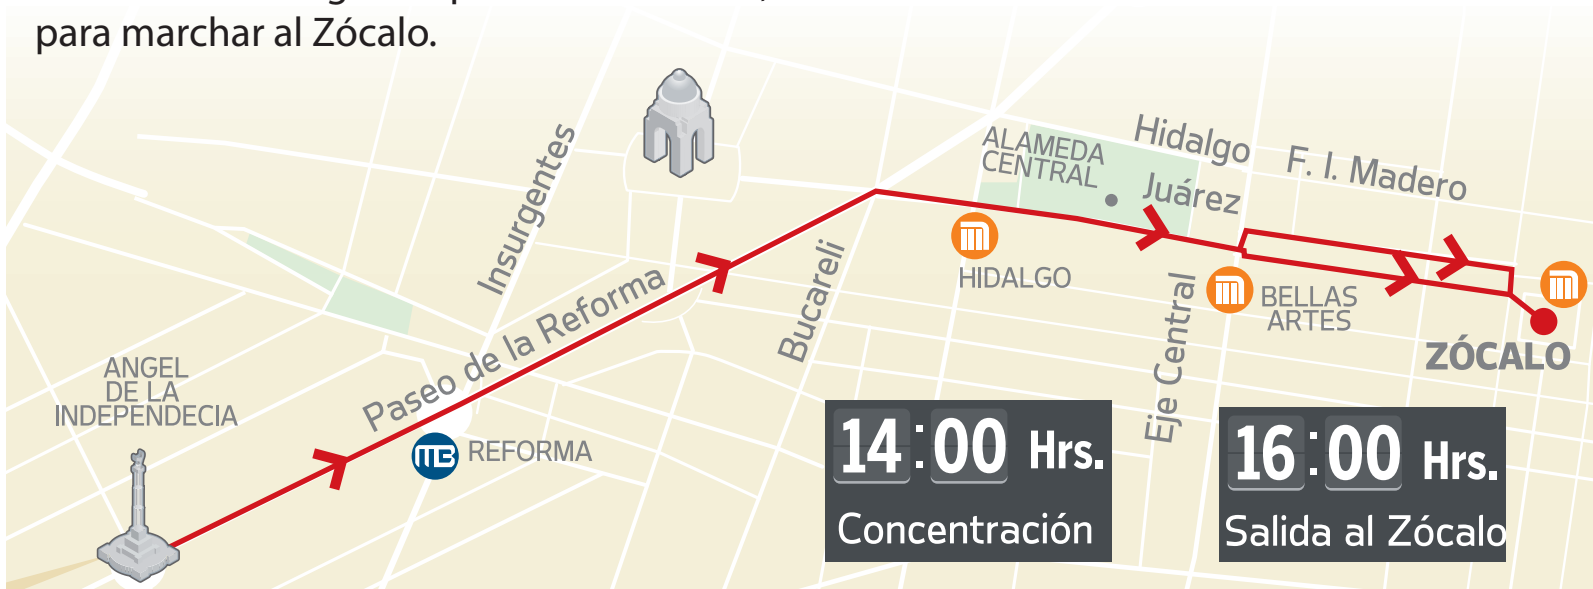 para marchar al Zócalo.
Insurgentes
ALAMEDA
CENTRAL
Hidalgo
Juárez
F. I. Madero
HIDALGO
Bucareli
Paseo de la Reforma
Eje Central
BELLAS
ARTES
ZÓCALO
ANGEL
DE LA
INDEPENDECIA
REFORMA
14:00 Hrs.
Concentración
16:00 Hrs.
Salida al Zócalo